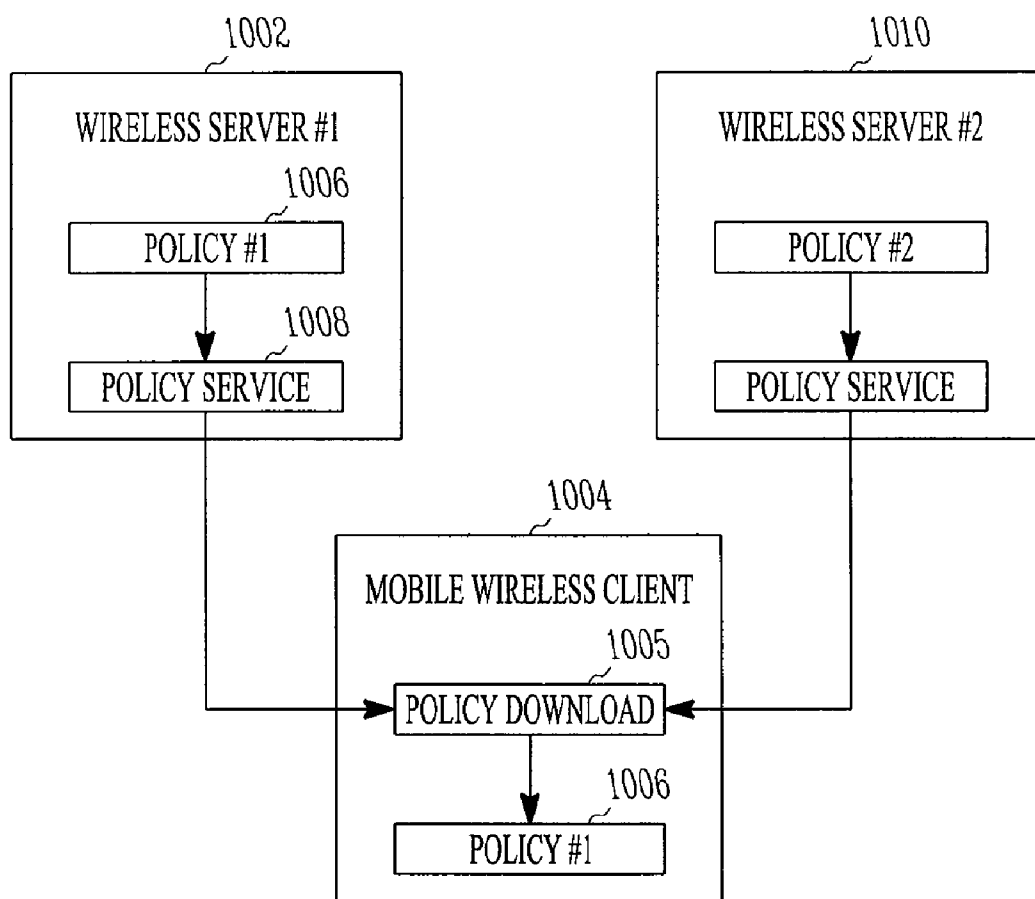 1002
WIRELESS SERVER #1
1006
POLICY #1
1008
POLICY SERVICE
1010
WIRELESS SERVER #2
POLICY #2
POLICY SERVICE
1004
MOBILE WIRELESS CLIENT
1005
POLICY DOWNLOAD
1006
POLICY #1